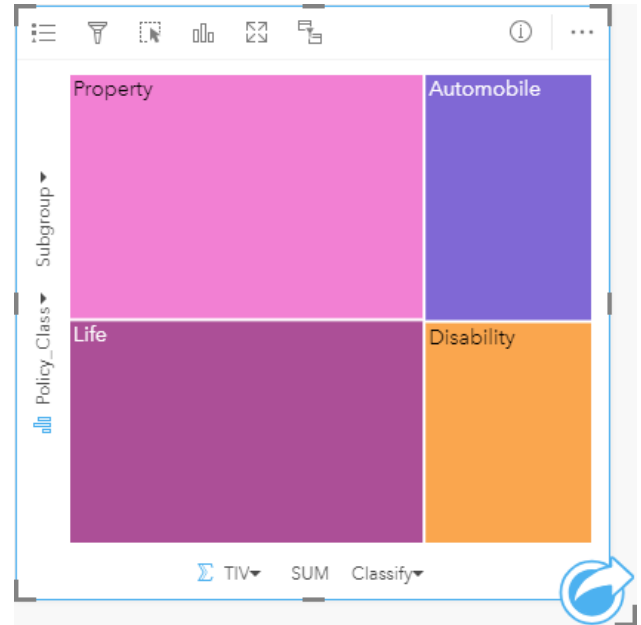 Property
Automobile
Life
Disability
Subgroup
Policy_Class
Σ TIV SUM Classify